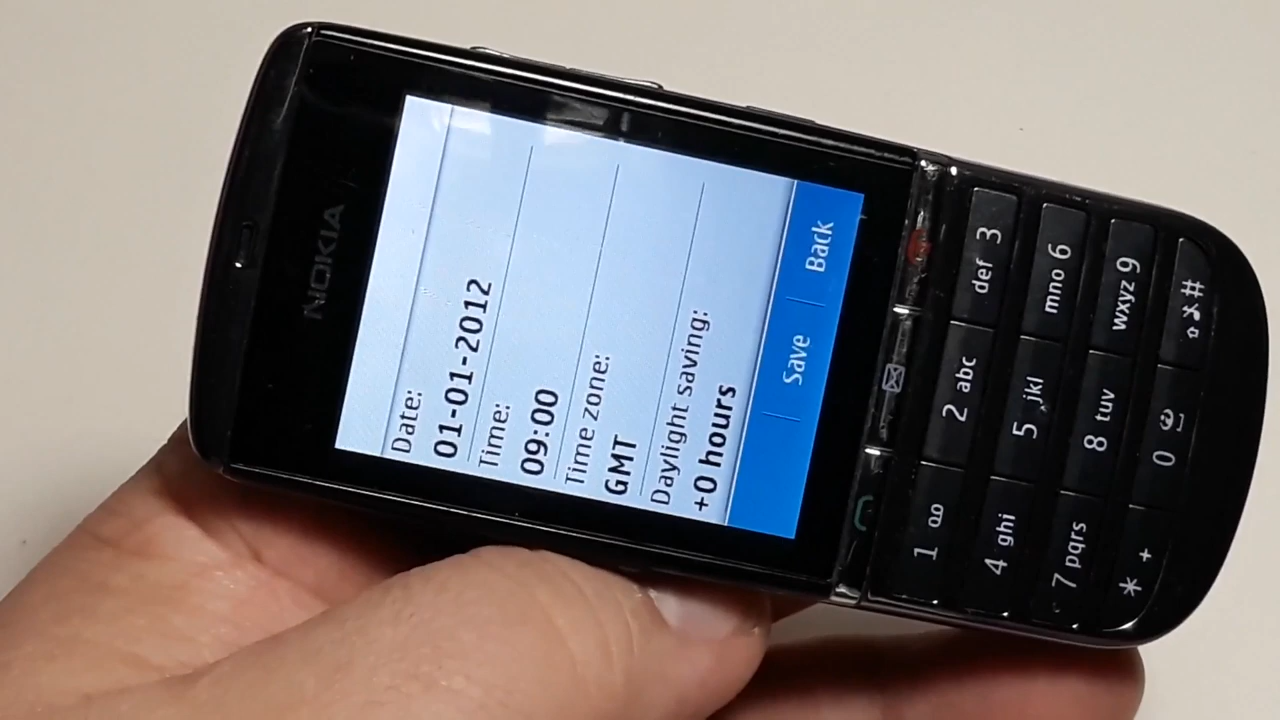 NOKIA
Date:
01-01-2012
Time:
09:00
Time zone:
GMT
Daylight saving:
+0 hours
Save Back
1 2 abc def 3
4 ghi 5 jkl mno 6
7 pqrs 8 tuv wxyz 9
* + 0 #